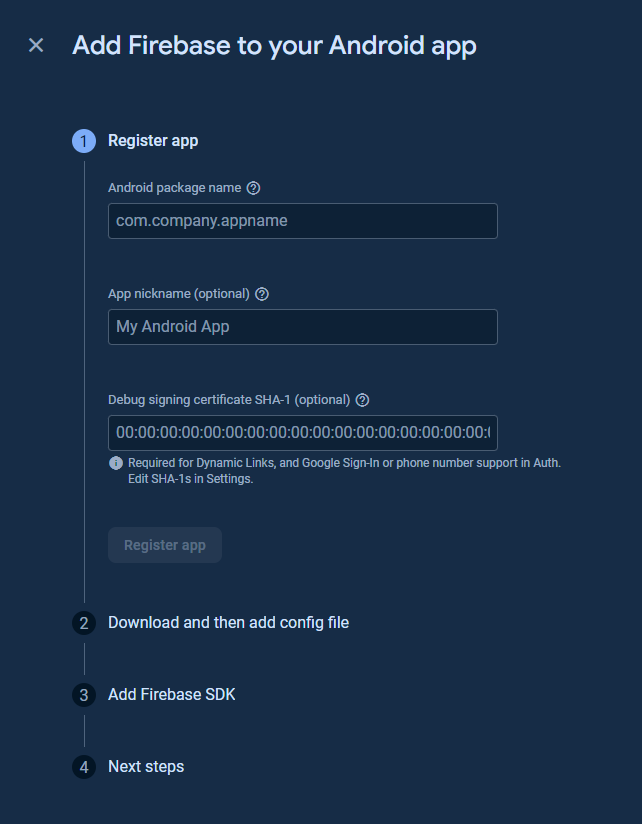 Add Firebase to your Android app
1 Register app
Android package name
com.company.appname
App nickname (optional)
My Android App
Debug signing certificate SHA-1 (optional)
00:00:00:00:00:00:00:00:00:00:00:00:00:00:00:00:00:
Required for Dynamic Links, and Google Sign-In or phone number support in Auth.
Edit SHA-1s in Settings.
Register app
2 Download and then add config file
3 Add Firebase SDK
4 Next steps